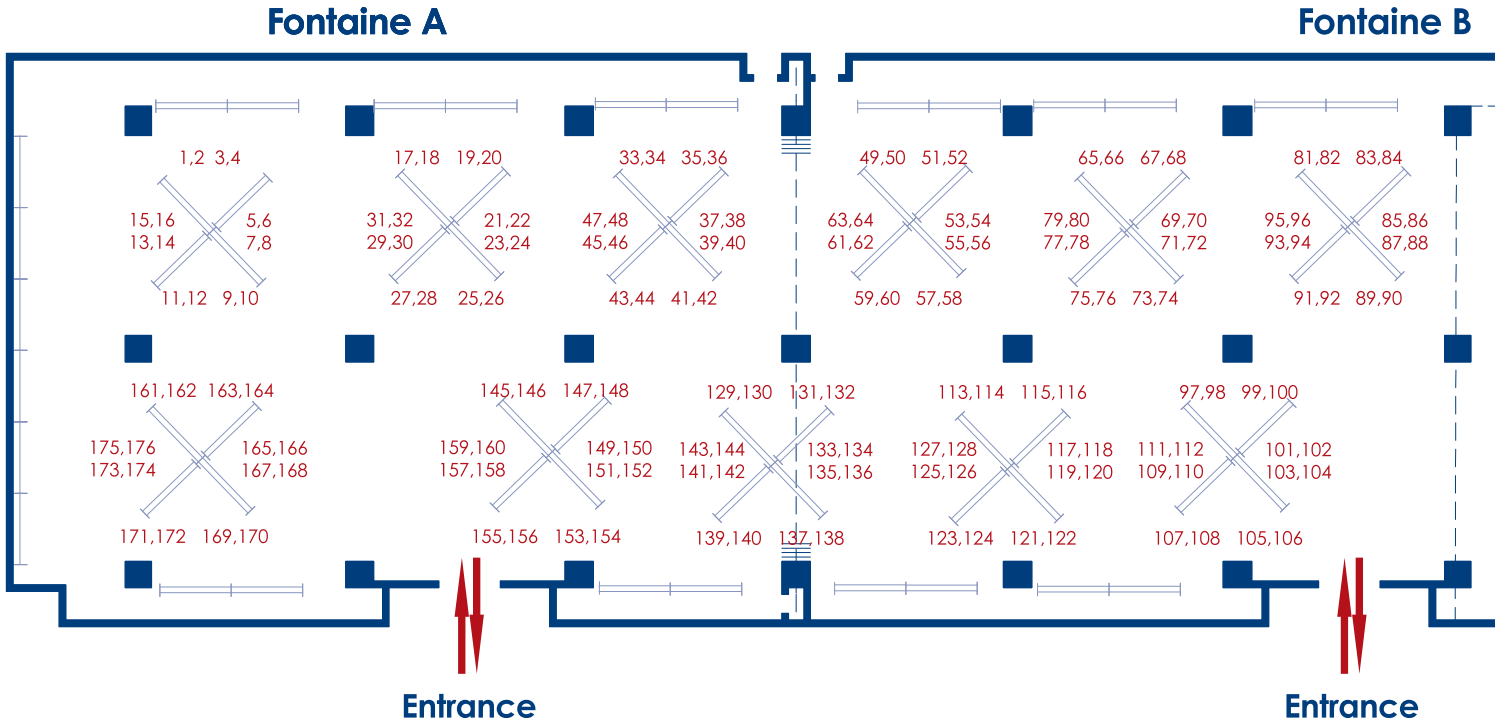 Fontaine A Fontaine B
1,2 3,4 17,18 19,20 33,34 35,36 49,50 51,52 65,66 67,68 81,82 83,84
15,16 5,6 31,32 21,22 47,48 37,38 63,64 53,54 79,80 69,70 95,96 85,86
13,14 7,8 29,30 23,24 45,46 39,40 61,62 55,56 77,78 71,72 93,94 87,88
11,12 9,10 27,28 25,26 43,44 41,42 59,60 57,58 75,76 73,74 91,92 89,90
161,162 163,164 145,146 147,148 129,130 131,132 113,114 115,116 97,98 99,100
175,176 165,166 159,160 149,150 143,144 133,134 127,128 117,118 111,112 101,102
173,174 167,168 157,158 151,152 141,142 135,136 125,126 119,120 109,110 103,104
171,172 169,170 155,156 153,154 139,140 137,138 123,124 121,122 107,108 105,106
Entrance Entrance